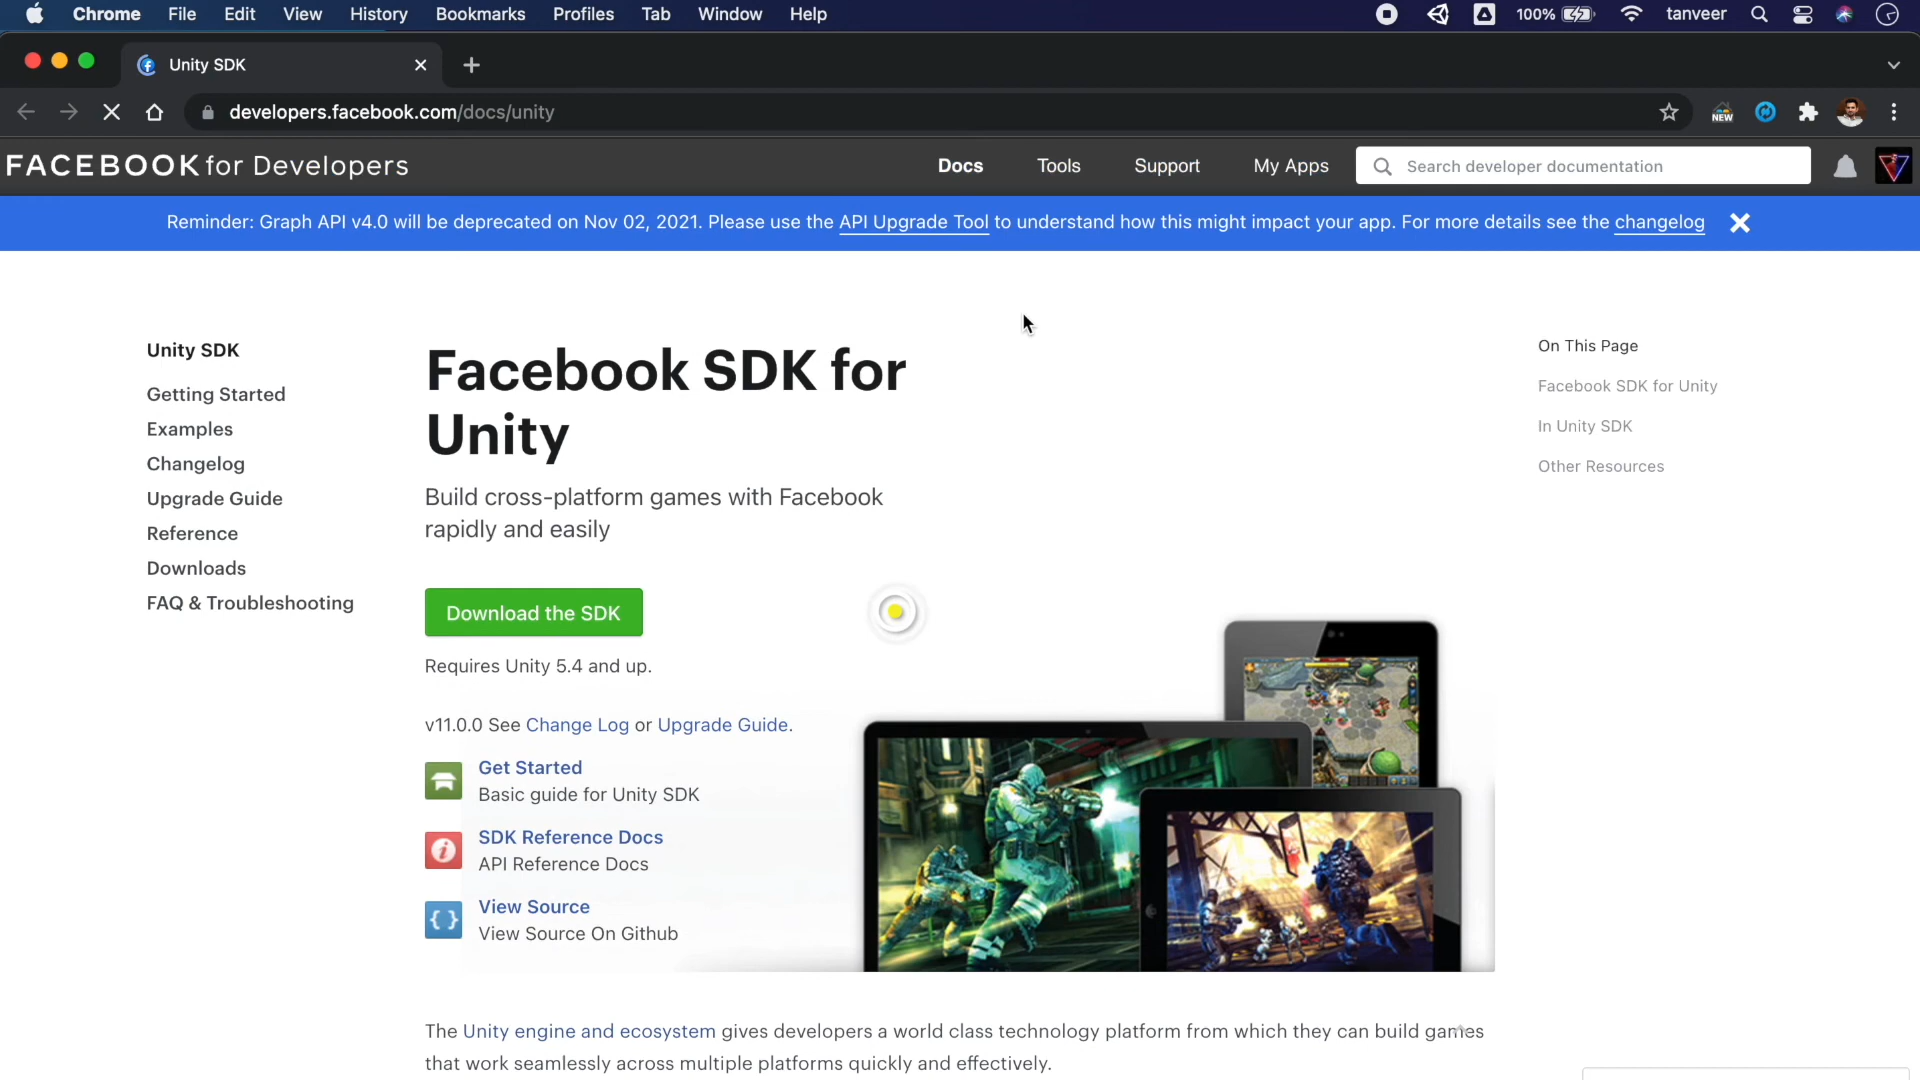 Chrome File Edit View History Bookmarks Profiles Tab Window Help 100% tanveer
Unity SDK
developers.facebook.com/docs/unity
NEW
FACEBOOK for Developers Docs Tools Support My Apps Search developer documentation
Reminder: Graph API v4.0 will be deprecated on Nov 02, 2021. Please use the API Upgrade Tool to understand how this might impact your app. For more details see the changelog
Unity SDK
Getting Started
Examples
Changelog
Upgrade Guide
Reference
Downloads
FAQ & Troubleshooting
Facebook SDK for
Unity
Build cross-platform games with Facebook
rapidly and easily
Download the SDK
Requires Unity 5.4 and up.
v11.0.0 See Change Log or Upgrade Guide.
Get Started
Basic guide for Unity SDK
SDK Reference Docs
API Reference Docs
View Source
View Source On Github
The Unity engine and ecosystem gives developers a world class technology platform from which they can build games
that work seamlessly across multiple platforms quickly and effectively.
On This Page
Facebook SDK for Unity
In Unity SDK
Other Resources